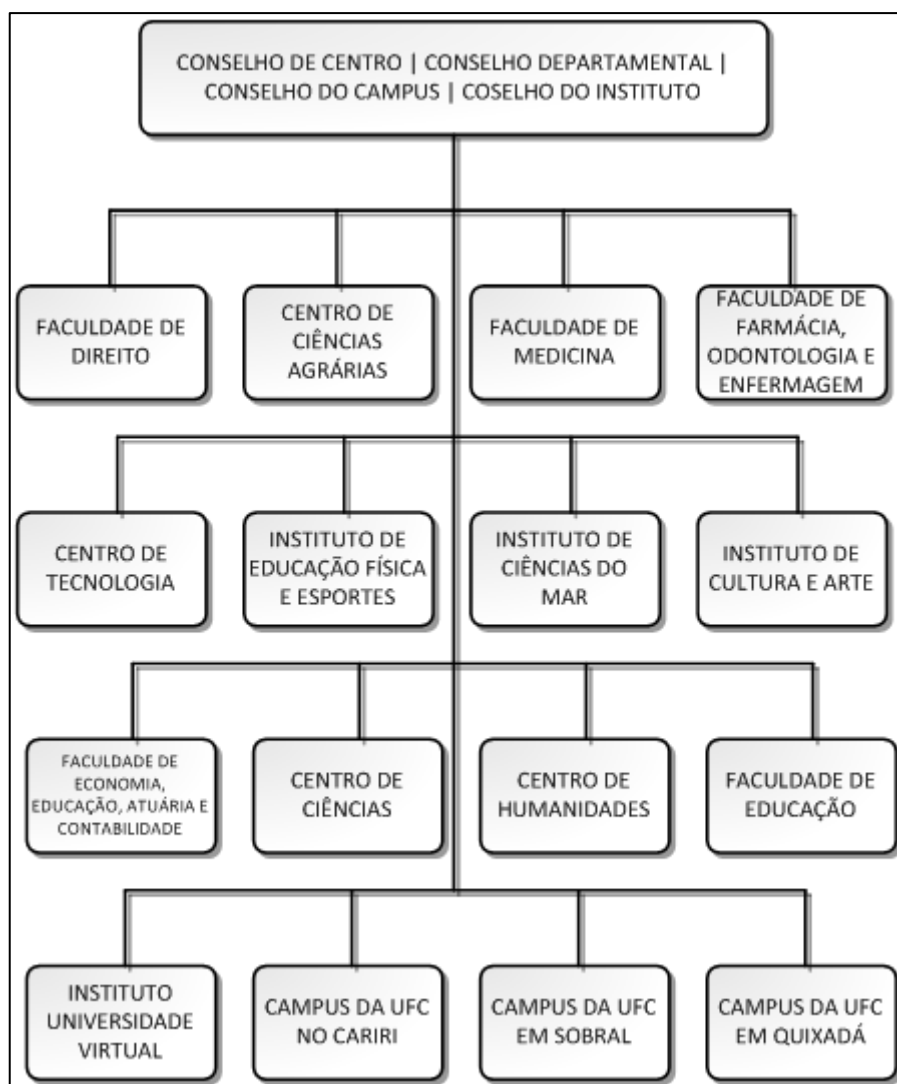 CONSELHO DE CENTRO | CONSELHO DEPARTAMENTAL |
CONSELHO DO CAMPUS | COSELHO DO INSTITUTO
FACULDADE DE
DIREITO
CENTRO DE
CIÊNCIAS
AGRÁRIAS
FACULDADE DE
MEDICINA
FACULDADE DE
FARMÁCIA,
ODONTOLOGIA E
ENFERMAGEM
CENTRO DE
TECNOLOGIA
INSTITUTO DE
EDUCAÇÃO FÍSICA
E ESPORTES
INSTITUTO DE
CIÊNCIAS DO
MAR
INSTITUTO DE
CULTURA E ARTE
FACULDADE DE
ECONOMIA,
EDUCAÇÃO, ATUÁRIA E
CONTABILIDADE
CENTRO DE
CIÊNCIAS
CENTRO DE
HUMANIDADES
FACULDADE DE
EDUCAÇÃO
INSTITUTO
UNIVERSIDADE
VIRTUAL
CAMPUS DA UFC
NO CARIRI
CAMPUS DA UFC
EM SOBRAL
CAMPUS DA UFC
EM QUIXADÁ